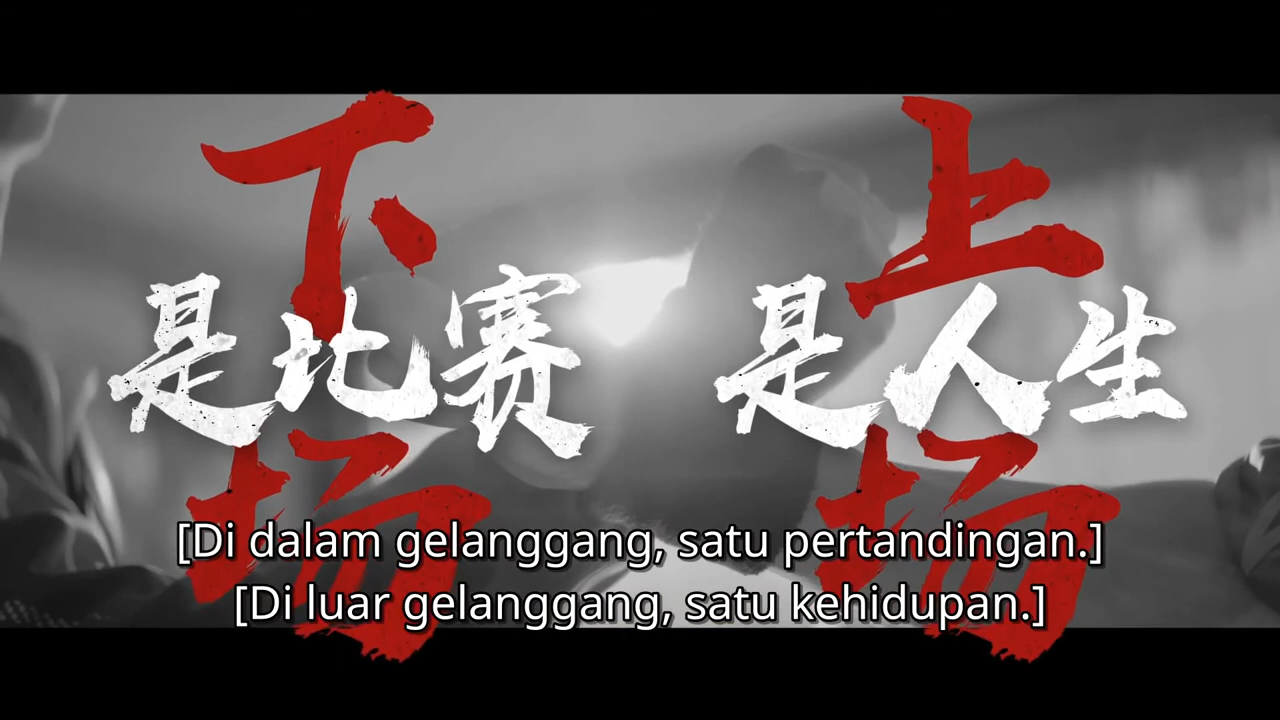 下场
是比赛
上场
是人生
[Di dalam gelanggang, satu pertandingan.]
[Di luar gelanggang, satu kehidupan.]